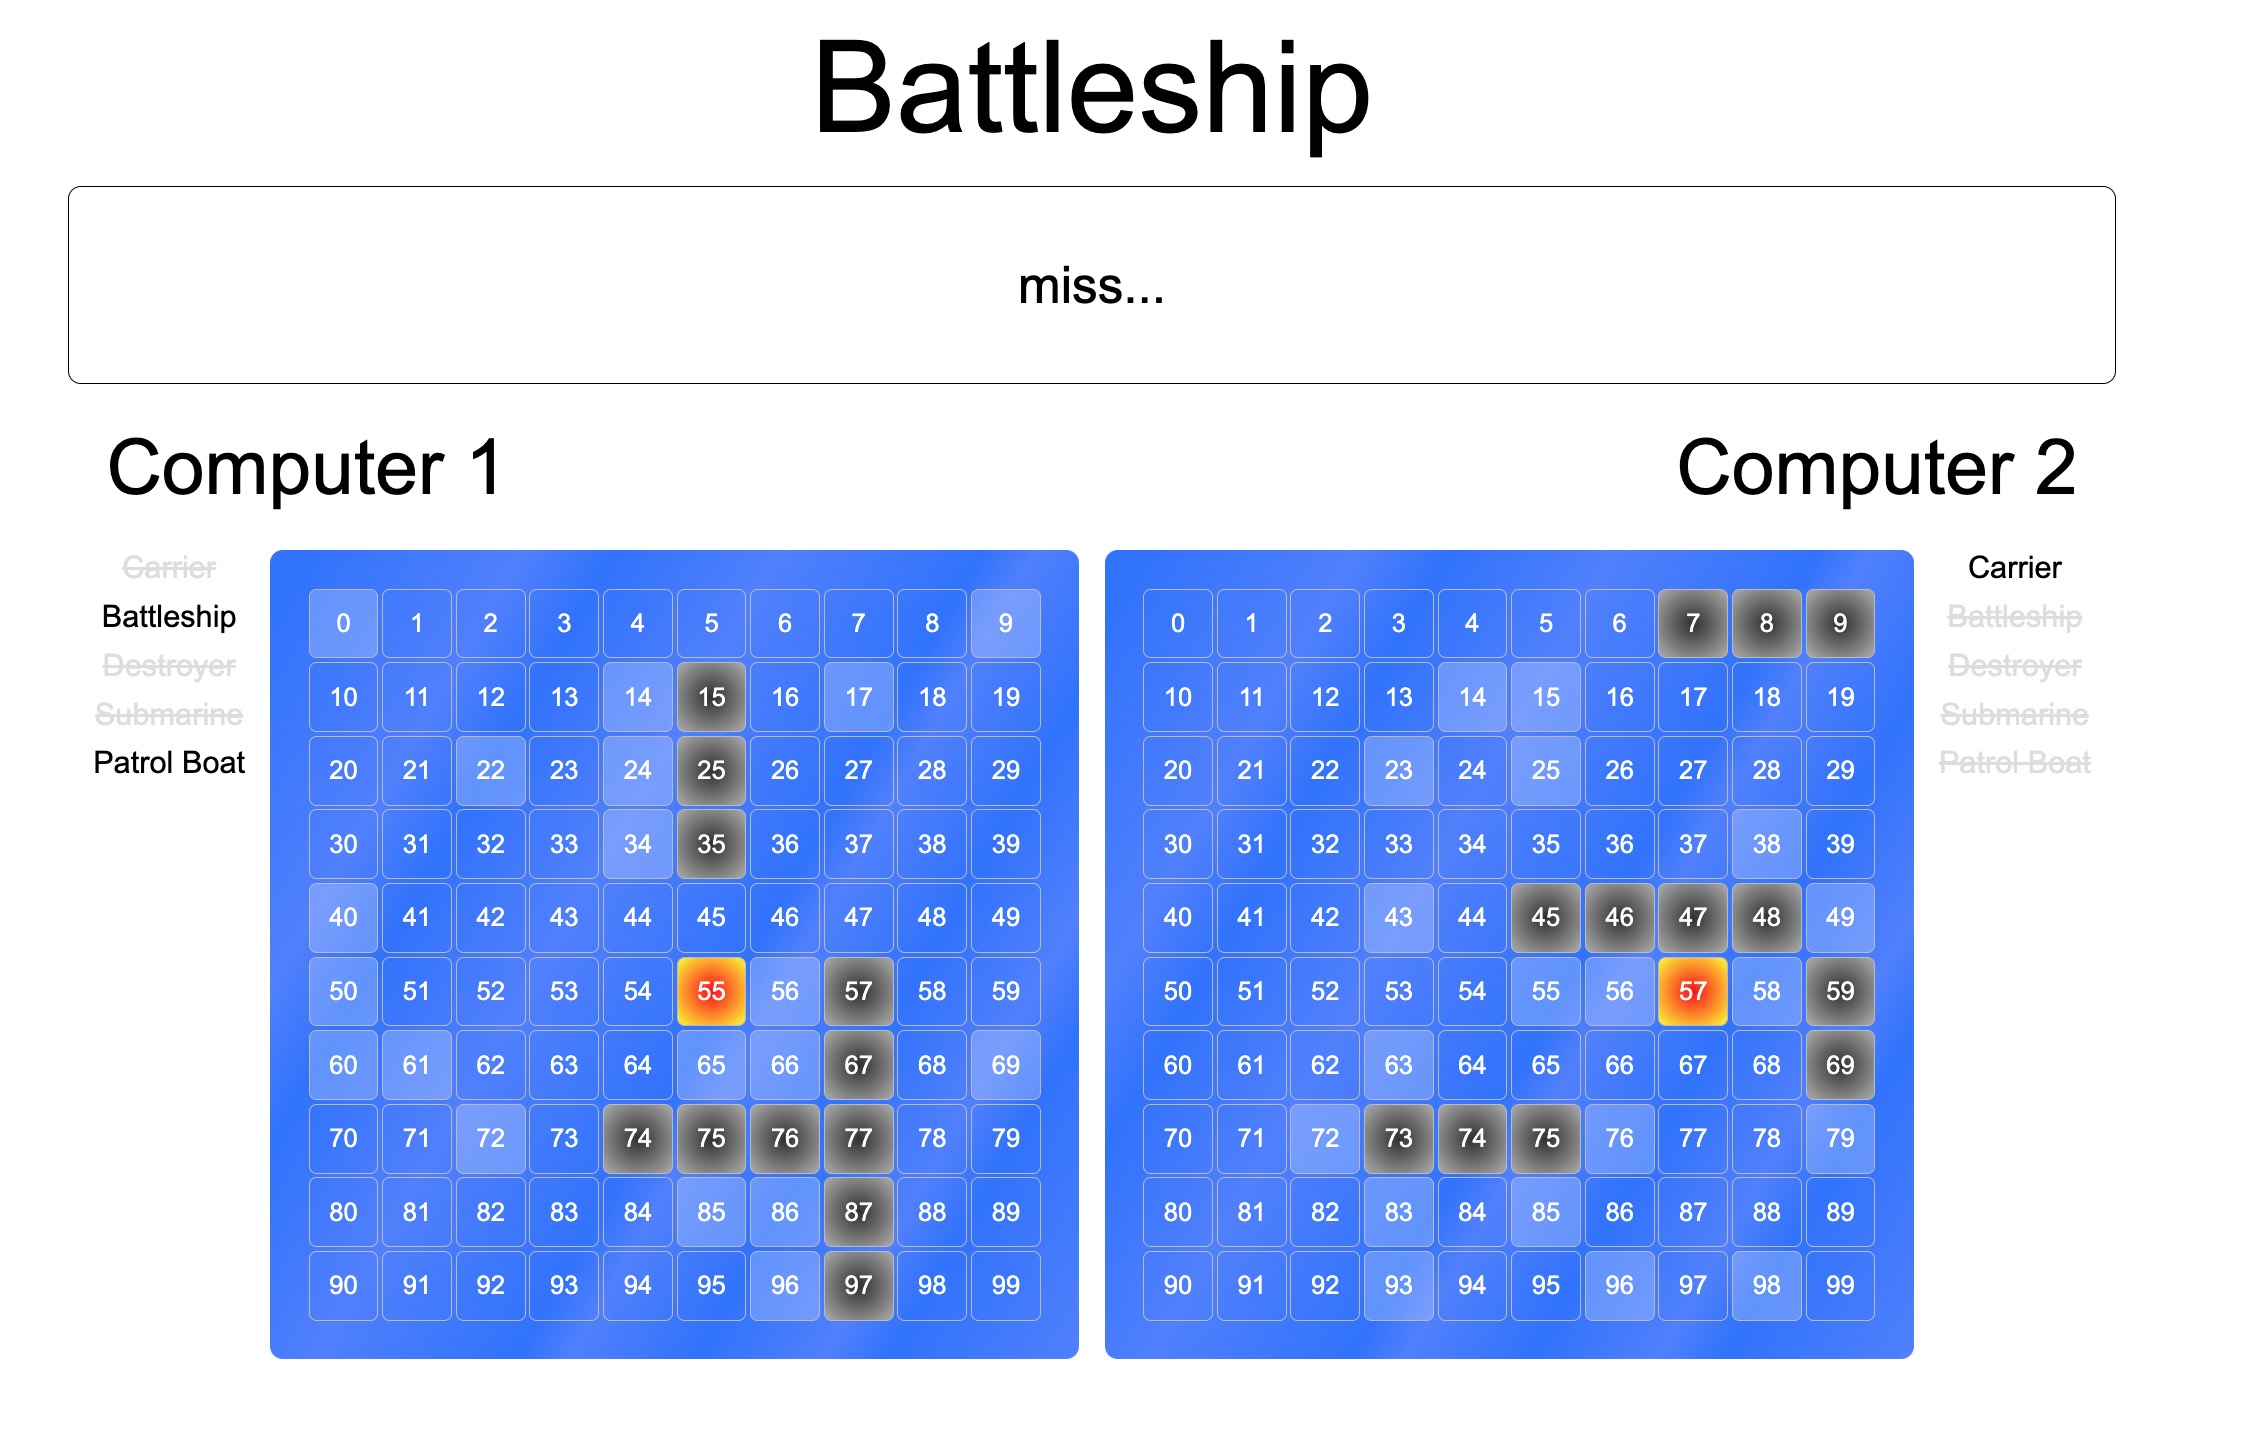 Battleship
miss...
Computer 1
Computer 2
Carrier
Battleship
Destroyer
Submarine
Patrol Boat
0 1 2 3 4 5 6 7 8 9
10 11 12 13 14 15 16 17 18 19
20 21 22 23 24 25 26 27 28 29
30 31 32 33 34 35 36 37 38 39
40 41 42 43 44 45 46 47 48 49
50 51 52 53 54 55 56 57 58 59
60 61 62 63 64 65 66 67 68 69
70 71 72 73 74 75 76 77 78 79
80 81 82 83 84 85 86 87 88 89
90 91 92 93 94 95 96 97 98 99
0 1 2 3 4 5 6 7 8 9
10 11 12 13 14 15 16 17 18 19
20 21 22 23 24 25 26 27 28 29
30 31 32 33 34 35 36 37 38 39
40 41 42 43 44 45 46 47 48 49
50 51 52 53 54 55 56 57 58 59
60 61 62 63 64 65 66 67 68 69
70 71 72 73 74 75 76 77 78 79
80 81 82 83 84 85 86 87 88 89
90 91 92 93 94 95 96 97 98 99
Carrier
Battleship
Destroyer
Submarine
Patrol Boat